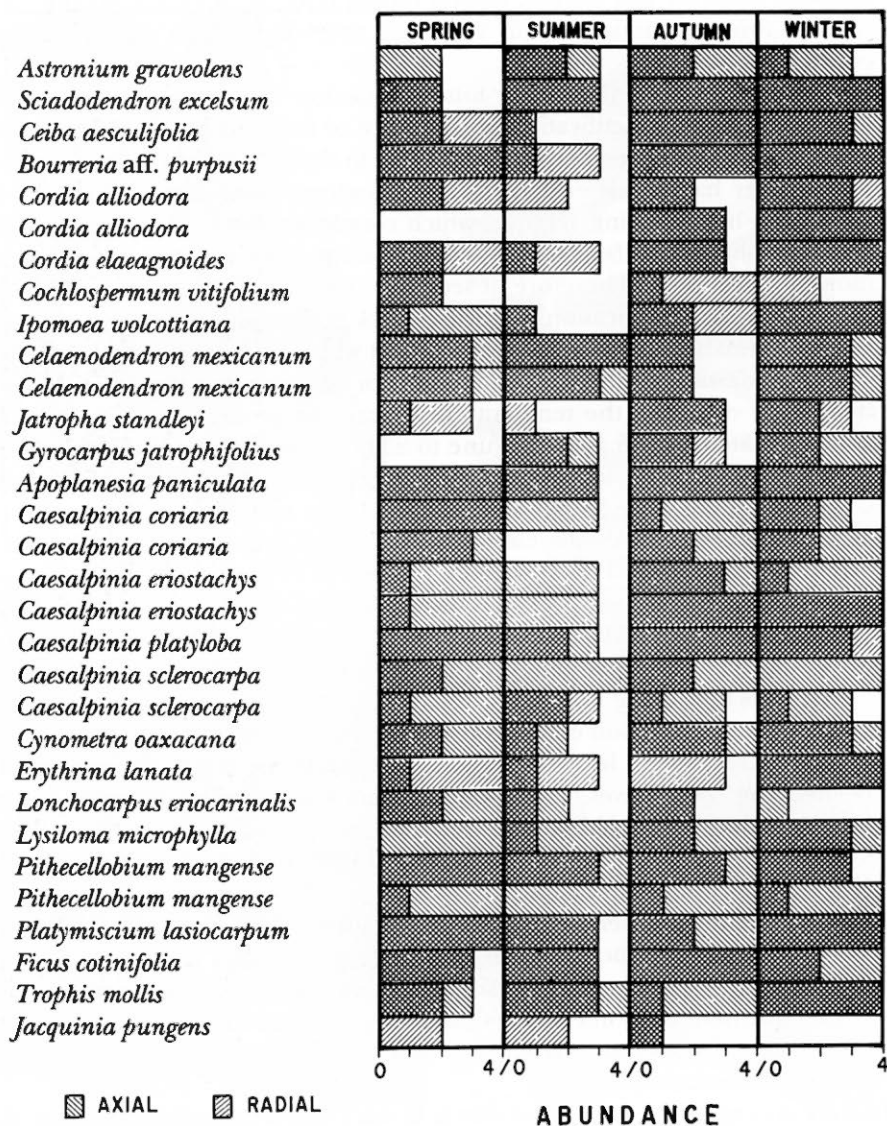 SPRING SUMMER AUTUMN WINTER
Astronium graveolens
Sciadodendron excelsum
Ceiba aesculifolia
Bourreria aff. purpusii
Cordia alliodora
Cordia alliodora
Cordia elaeagnoides
Cochlospermum vitifolium
Ipomoea wolcottiana
Celaenodendron mexicanum
Celaenodendron mexicanum
Jatropha standleyi
Gyrocarpus jatrophifolius
Apoplanesia paniculata
Caesalpinia coriaria
Caesalpinia coriaria
Caesalpinia eriostachys
Caesalpinia eriostachys
Caesalpinia platyloba
Caesalpinia sclerocarpa
Caesalpinia sclerocarpa
Cynometra oaxacana
Erythrina lanata
Lonchocarpus eriocarinalis
Lysiloma microphylla
Pithecellobium mangense
Pithecellobium mangense
Platymiscium lasiocarpum
Ficus cotinifolia
Trophis mollis
Jacquinia pungens
0 4/0 4/0 4/0 4
AXIAL RADIAL
ABUNDANCE